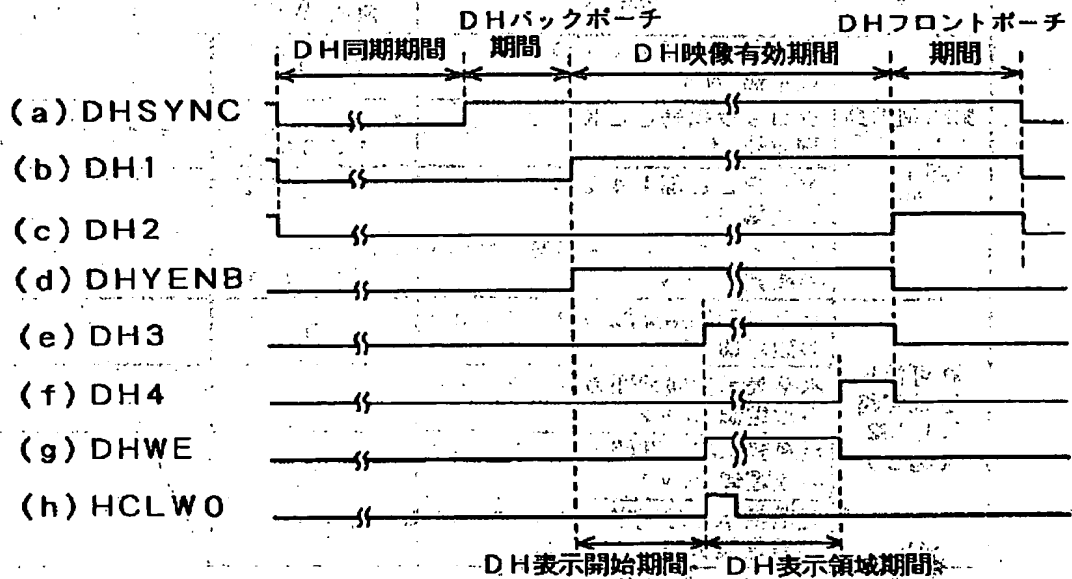 DHバックポーチ
期間
DHフロントポーチ
期間
DH同期期間
DH映像有効期間
(a) DHSYNC
(b) DH1
(c) DH2
(d) DHYENB
(e) DH3
(f) DH4
(g) DHWE
(h) HCLW0
DH表示開始期間
DH表示領域期間